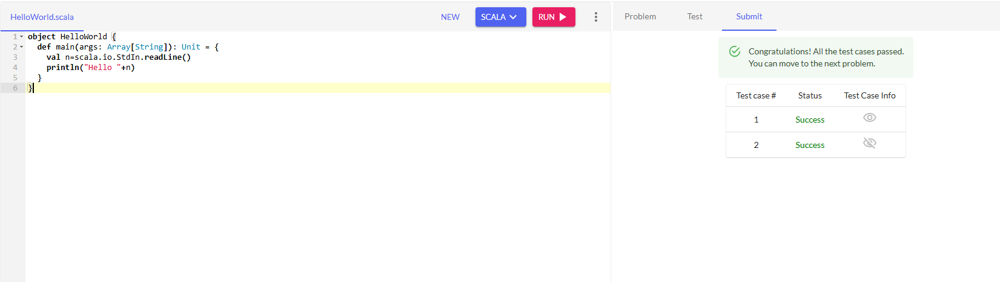 HelloWorld.scala
NEW
SCALA
RUN
Problem
Test
Submit
1 object HelloWorld {
2   def main(args: Array[String]): Unit = {
3     val n=scala.io.StdIn.readLine()
4     println("Hello "+n)
5   }
6 }
Congratulations! All the test cases passed.
You can move to the next problem.
Test case # Status Test Case Info
1 Success
2 Success